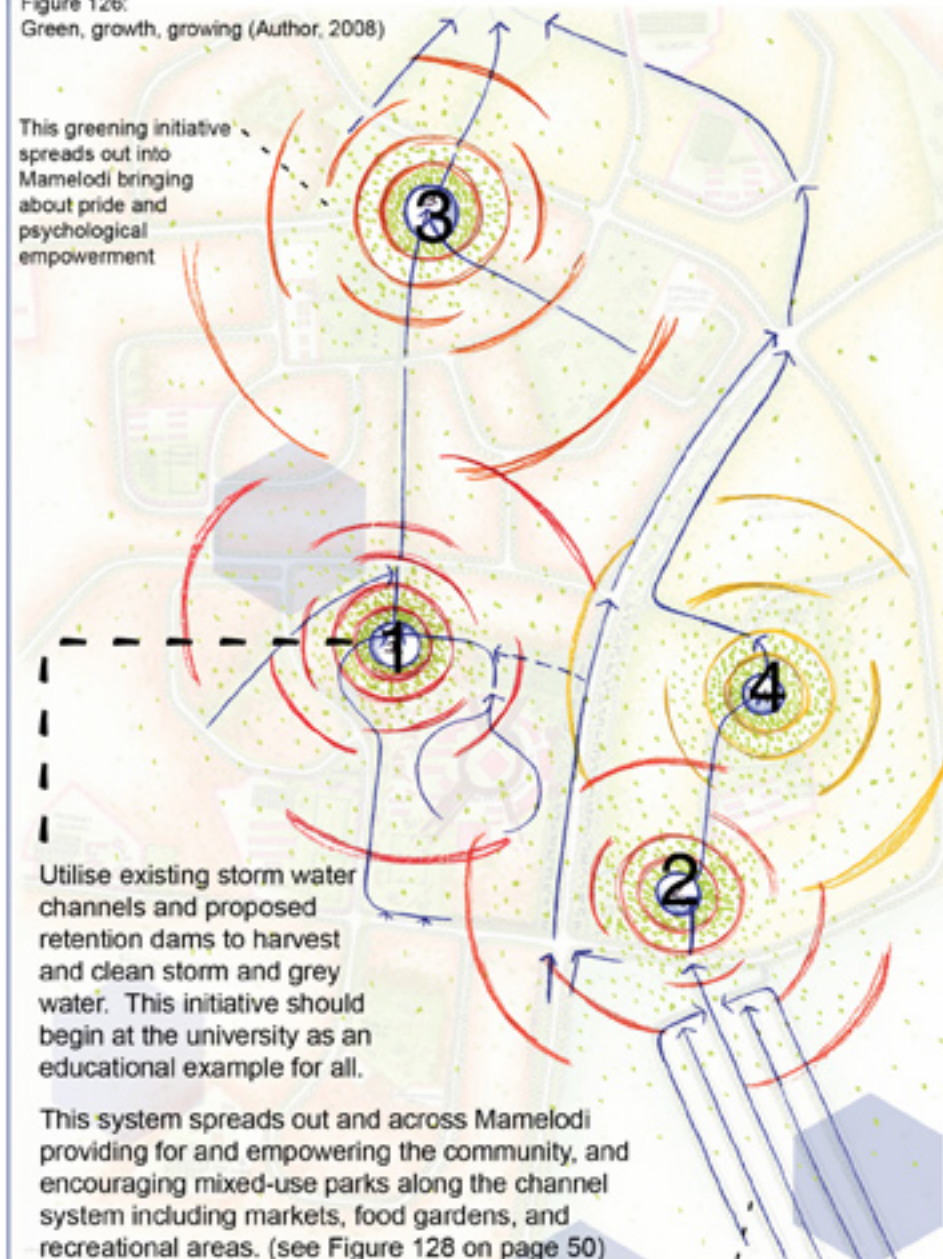 Figure 126:
Green, growth, growing (Author, 2008)
This greening initiative
spreads out into
Mamelodi bringing
about pride and
psychological
empowerment
3
1
4
2
Utilise existing storm water
channels and proposed
retention dams to harvest
and clean storm and grey
water. This initiative should
begin at the university as an
educational example for all.
This system spreads out and across Mamelodi
providing for and empowering the community, and
encouraging mixed-use parks along the channel
system including markets, food gardens, and
recreational areas. (see Figure 128 on page 50)